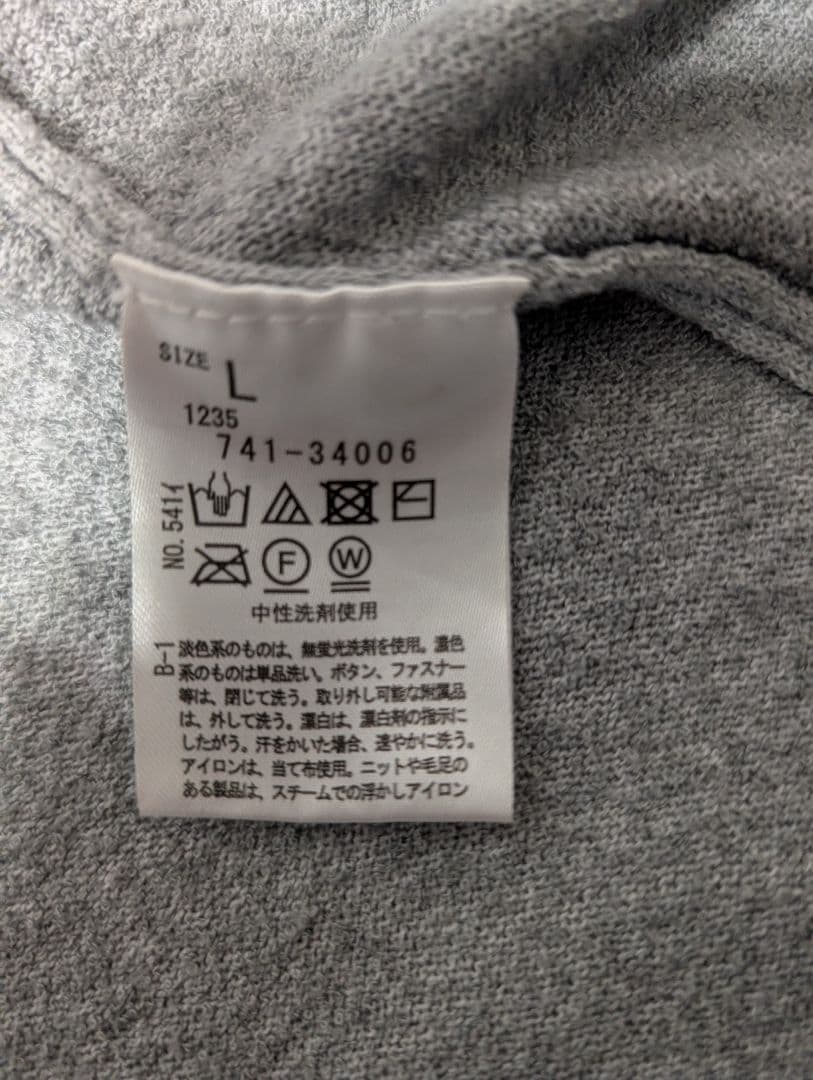 SIZE L
1235
741-34006
NO.541イ
F W
中性洗剤使用
B-1
淡色系のものは、無蛍光洗剤を使用。濃色
系のものは単品洗い。ボタン、ファスナー
等は、閉じて洗う。取り外し可能な附属品
は、外して洗う。漂白は、漂白剤の指示に
したがう。汗をかいた場合、速やかに洗う。
アイロンは、当て布使用。ニットや毛足の
ある製品は、スチームでの浮かしアイロン